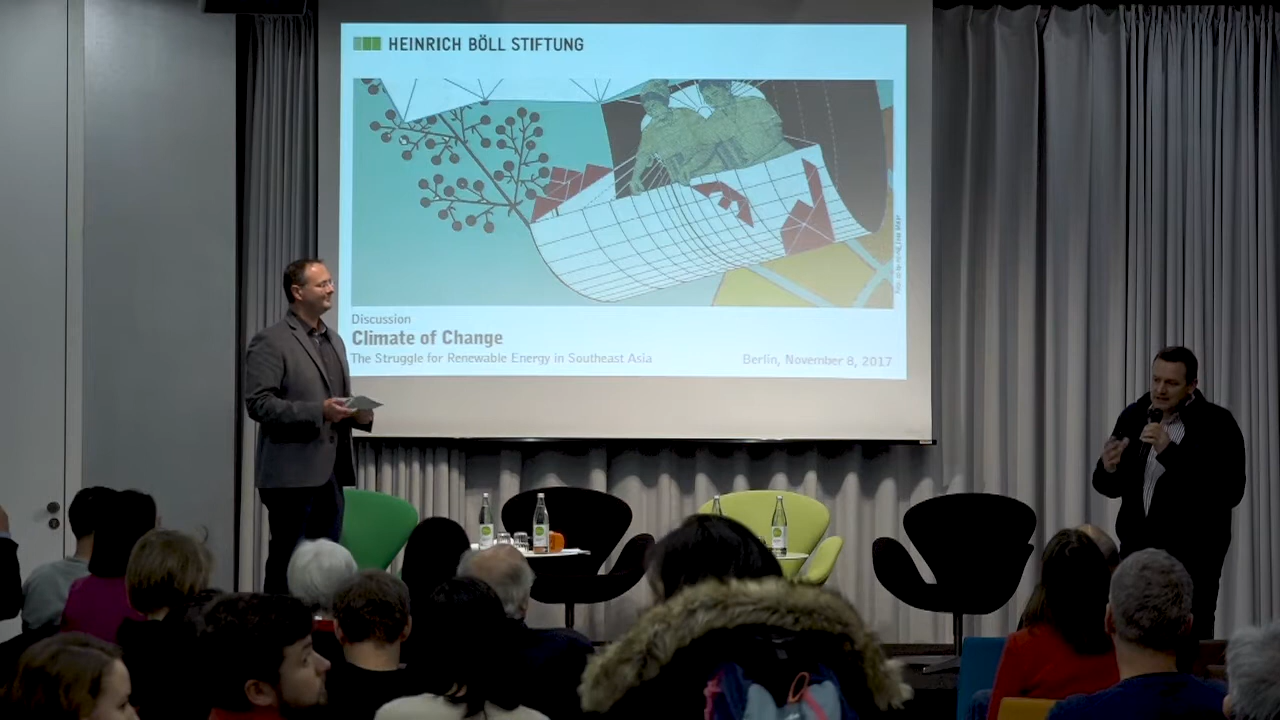 HEINRICH BÖLL STIFTUNG
Discussion
Climate of Change
The Struggle for Renewable Energy in Southeast Asia
Berlin, November 8, 2017